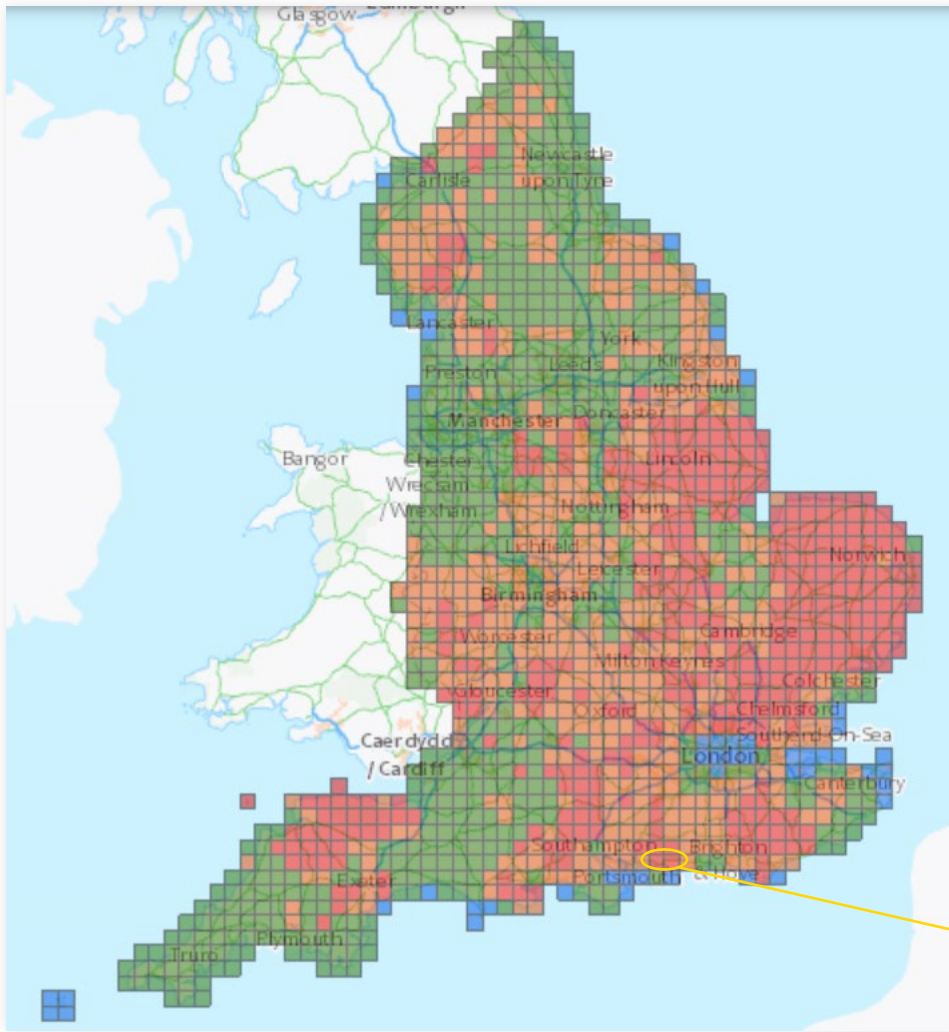 Glasgow
Edinburgh
Newcastle
upon Tyne
Carlisle
Lancaster
York
Leeds
Kingston
upon Hull
Preston
Doncaster
Manchester
Bangor
Chester
Lincoln
Wrecsam
/ Wrexham
Nottingham
Lichfield
Norwich
Leicester
Birmingham
Worcester
Cambridge
Milton Keynes
Colchester
Gloucester
Oxford
Chelmsford
Southend-On-Sea
Caerdydd
/ Cardiff
London
Canterbury
Southampton
Brighton
& Hove
Portsmouth
Exeter
Plymouth
Truro